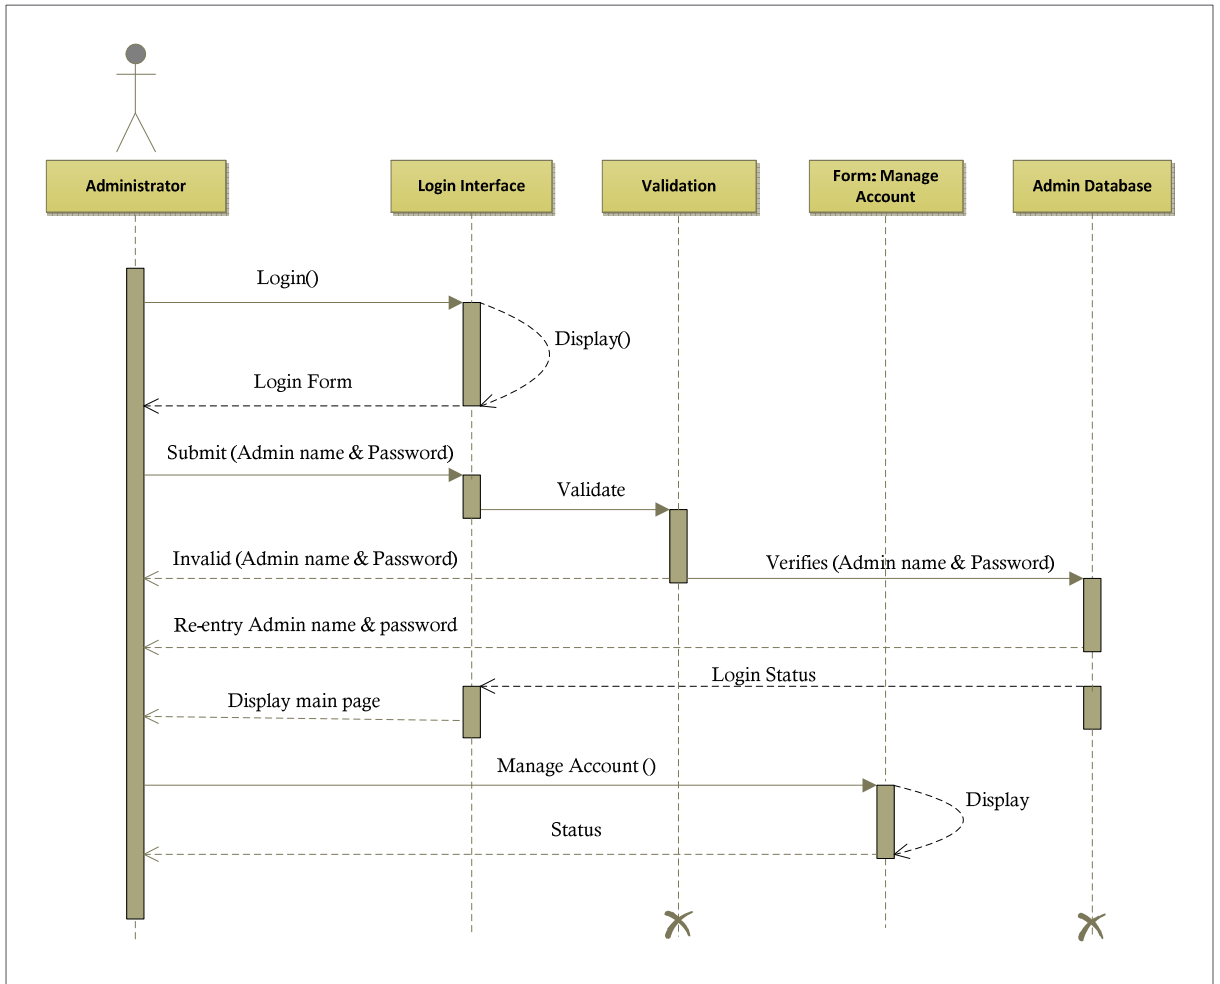 Administrator
Login Interface
Validation
Form: Manage
Account
Admin Database
Login()
Display()
Login Form
Submit (Admin name & Password)
Validate
Invalid (Admin name & Password)
Verifies (Admin name & Password)
Re-entry Admin name & password
Login Status
Display main page
Manage Account ()
Display
Status